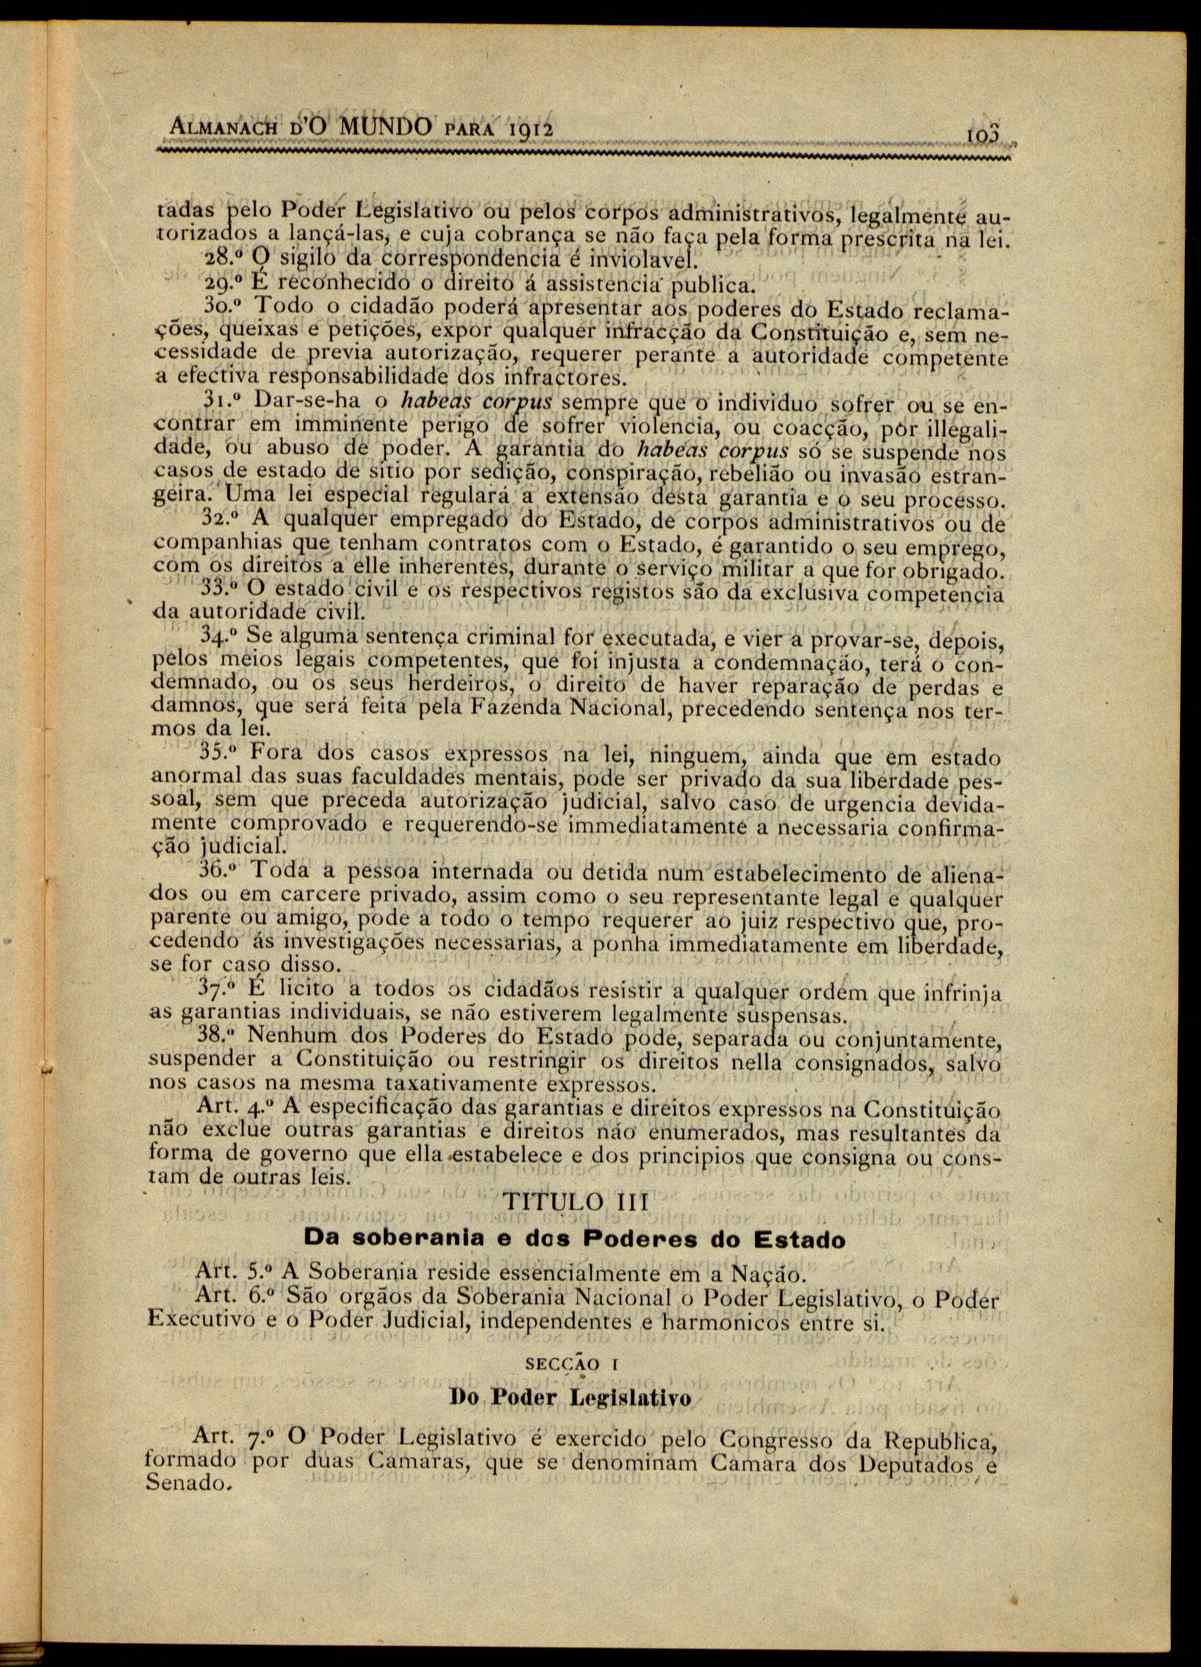 ALMANACH D'O MUNDO PARA 1912 103
tadas pelo Poder Legislativo ou pelos corpos administrativos, legalmente au-
torizados a lançá-las, e cuja cobrança se não faça pela forma prescrita na lei.
28.º O sigilo da correspondencia é inviolavel.
29.º É reconhecido o direito á assistencia publica.
30.º Todo o cidadão poderá apresentar aos poderes do Estado reclama-
ções, queixas e petições, expor qualquer infracção da Constituição e, sem ne-
cessidade de previa autorização, requerer perante a autoridade competente
a efectiva responsabilidade dos infractores.
31.º Dar-se-ha o habeas corpus sempre que o individuo sofrer ou se en-
contrar em imminente perigo de sofrer violencia, ou coacção, por illegali-
dade, ou abuso de poder. A garantia do habeas corpus só se suspende nos
casos de estado de sitio por sedição, conspiração, rebelião ou invasão estran-
geira. Uma lei especial regulará a extensão desta garantia e o seu processo.
32.º A qualquer empregado do Estado, de corpos administrativos ou de
companhias que tenham contratos com o Estado, é garantido o seu emprego,
com os direitos a elle inherentes, durante o serviço militar a que for obrigado.
33.º O estado civil e os respectivos registos são da exclusiva competencia
da autoridade civil.
34.º Se alguma sentença criminal for executada, e vier a provar-se, depois,
pelos meios legais competentes, que foi injusta a condemnação, terá o con-
demnado, ou os seus herdeiros, o direito de haver reparação de perdas e
damnos, que será feita pela Fazenda Nacional, precedendo sentença nos ter-
mos da lei.
35.º Fora dos casos expressos na lei, ninguem, ainda que em estado
anormal das suas faculdades mentais, pode ser privado da sua liberdade pes-
soal, sem que preceda autorização judicial, salvo caso de urgencia devida-
mente comprovado e requerendo-se immediatamente a necessaria confirma-
ção judicial.
36.º Toda a pessoa internada ou detida num estabelecimento de aliena-
dos ou em carcere privado, assim como o seu representante legal e qualquer
parente ou amigo, pode a todo o tempo requerer ao juiz respectivo que, pro-
cedendo ás investigações necessarias, a ponha immediatamente em liberdade,
se for caso disso.
37.º É licito a todos os cidadãos resistir a qualquer ordem que infrinja
as garantias individuais, se não estiverem legalmente suspensas.
38.º Nenhum dos Poderes do Estado pode, separada ou conjuntamente,
suspender a Constituição ou restringir os direitos nella consignados, salvo
nos casos na mesma taxativamente expressos.
Art. 4.º A especificação das garantias e direitos expressos na Constituição
não exclue outras garantias e direitos não enumerados, mas resultantes da
forma de governo que ella estabelece e dos principios que consigna ou cons-
tam de outras leis.
TITULO III
Da soberania e dos Poderes do Estado
Art. 5.º A Soberania reside essencialmente em a Nação.
Art. 6.º São orgãos da Soberania Nacional o Poder Legislativo, o Poder
Executivo e o Poder Judicial, independentes e harmonicos entre si.
SECÇÃO I
Do Poder Legislativo
Art. 7.º O Poder Legislativo é exercido pelo Congresso da Republica,
formado por duas Camaras, que se denominam Camara dos Deputados e
Senado.